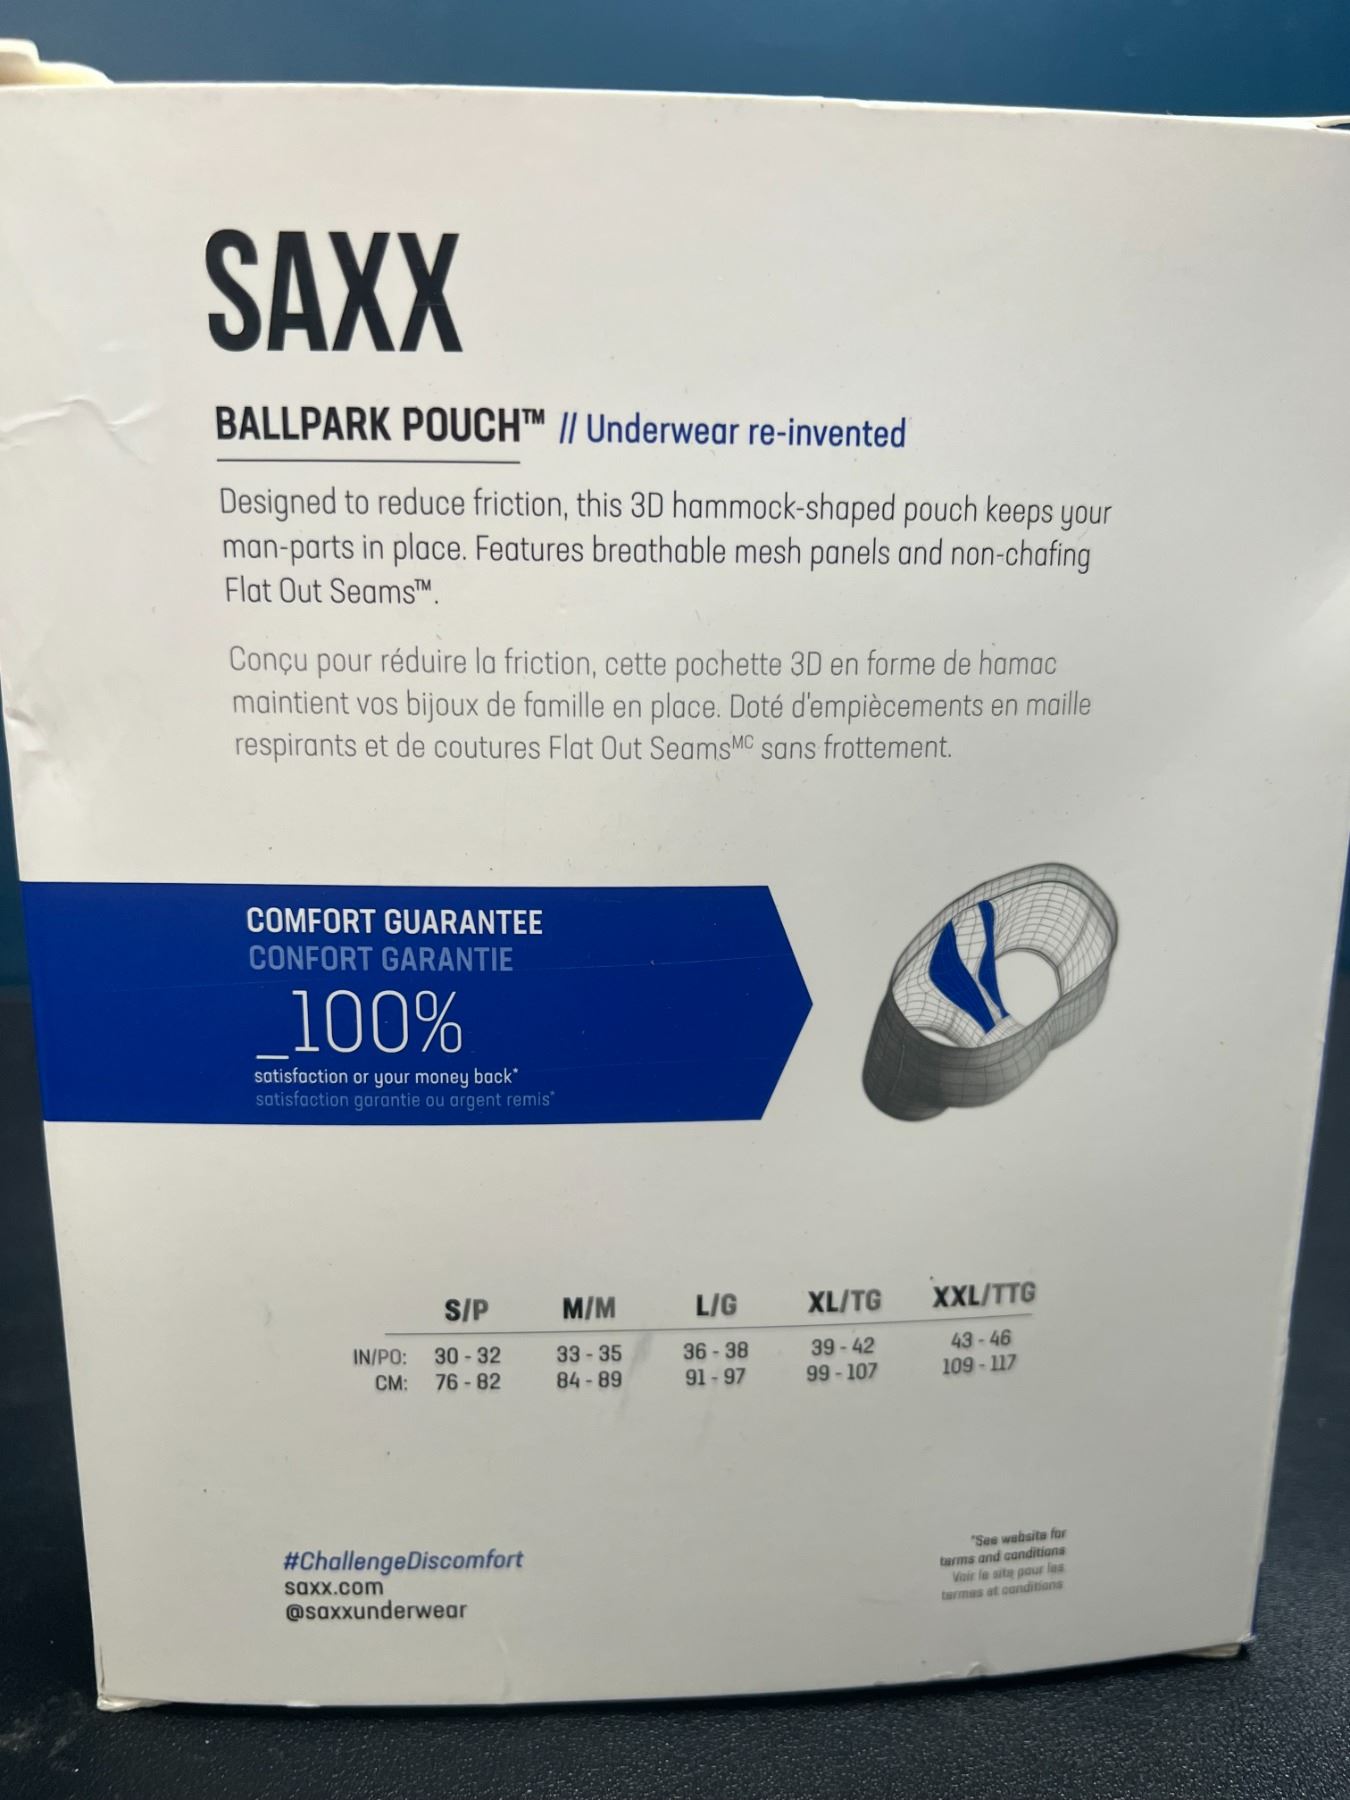 SAXX
BALLPARK POUCH™ // Underwear re-invented
Designed to reduce friction, this 3D hammock-shaped pouch keeps your
man-parts in place. Features breathable mesh panels and non-chafing
Flat Out Seams™.
Conçu pour réduire la friction, cette pochette 3D en forme de hamac
maintient vos bijoux de famille en place. Doté d'empiècements en maille
respirants et de coutures Flat Out Seams​MC sans frottement.
COMFORT GUARANTEE
CONFORT GARANTIE
_100%
satisfaction or your money back*
satisfaction garantie ou argent remis*
S/P M/M L/G XL/TG XXL/TTG
IN/PO: 30 - 32 33 - 35 36 - 38 39 - 42 43 - 46
CM: 76 - 82 84 - 89 91 - 97 99 - 107 109 - 117
#ChallengeDiscomfort
saxx.com
@saxxunderwear
*See website for
terms and conditions
Voir le site pour les
termes et conditions